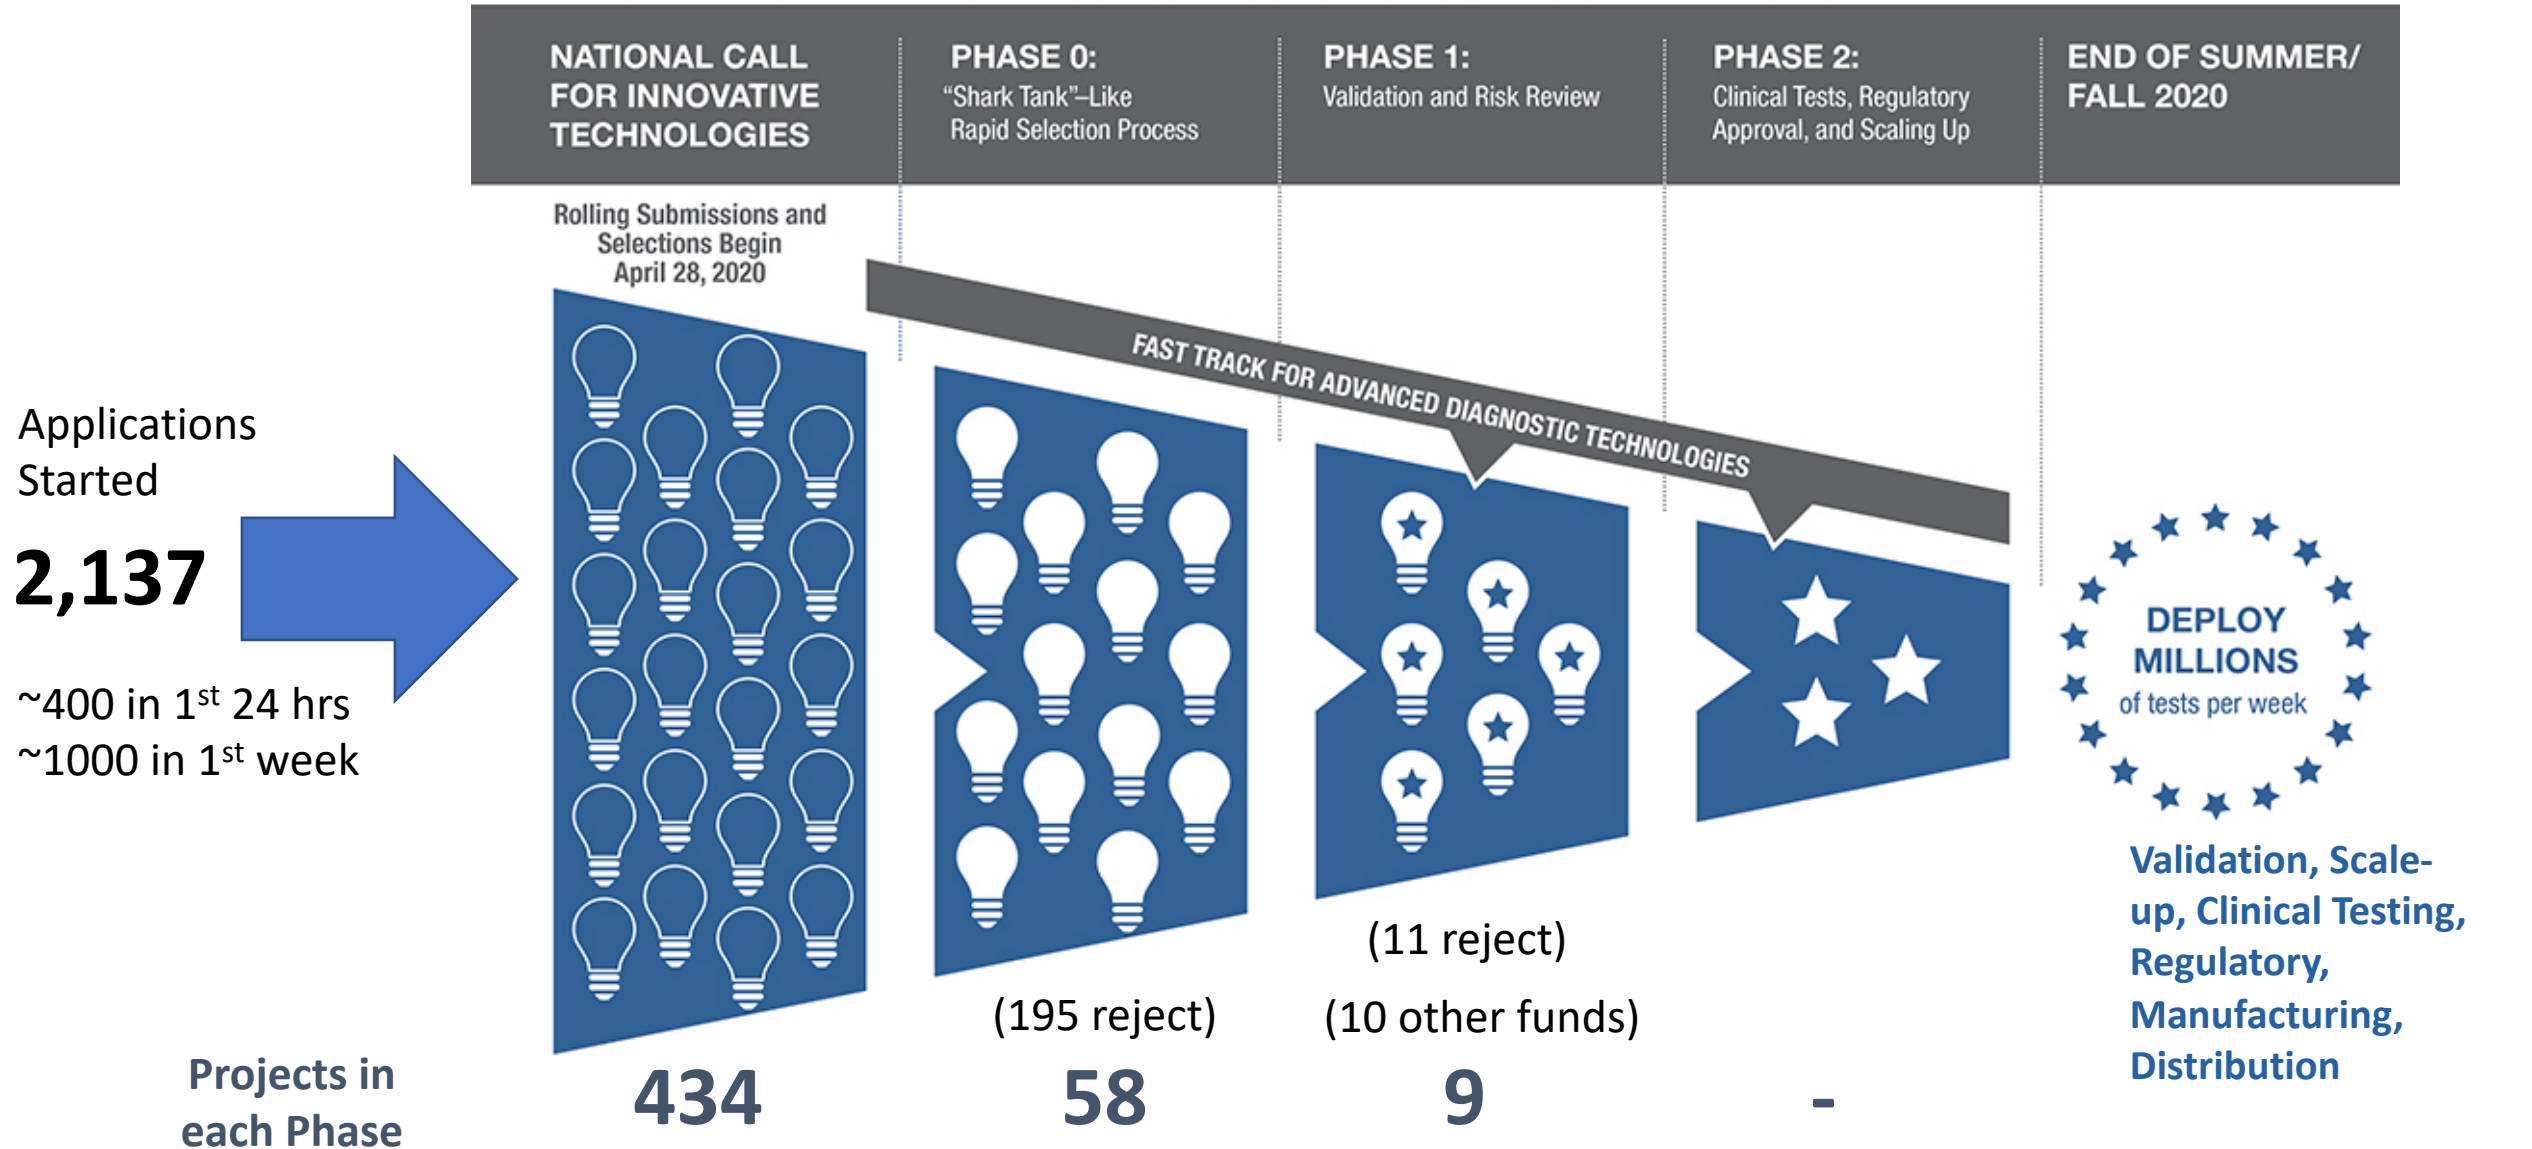 NATIONAL CALL
FOR INNOVATIVE
TECHNOLOGIES
PHASE 0:
“Shark Tank”–Like
Rapid Selection Process
PHASE 1:
Validation and Risk Review
PHASE 2:
Clinical Tests, Regulatory
Approval, and Scaling Up
END OF SUMMER/
FALL 2020
Rolling Submissions and
Selections Begin
April 28, 2020
FAST TRACK FOR ADVANCED DIAGNOSTIC TECHNOLOGIES
Applications
Started
2,137
~400 in 1st 24 hrs
~1000 in 1st week
DEPLOY
MILLIONS
of tests per week
Validation, Scale-
up, Clinical Testing,
Regulatory,
Manufacturing,
Distribution
(195 reject)
(11 reject)
(10 other funds)
Projects in
each Phase
434
58
9
-